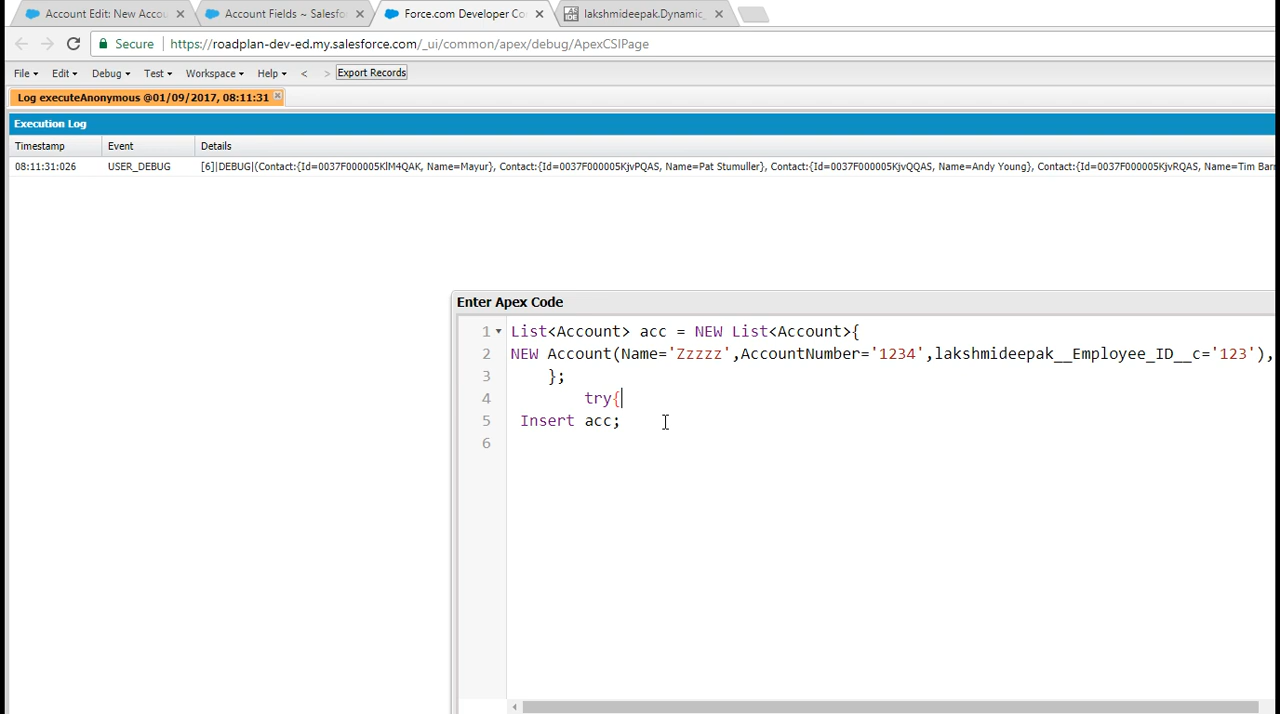 Account Edit: New Accou
Account Fields ~ Salesfo
Force.com Developer Co
lakshmideepak.Dynamic_
Secure https://roadplan-dev-ed.my.salesforce.com/_ui/common/apex/debug/ApexCSIPage
File Edit Debug Test Workspace Help < > Export Records
Log executeAnonymous @01/09/2017, 08:11:31
Execution Log
Timestamp Event Details
08:11:31:026 USER_DEBUG [6]|DEBUG|(Contact:{Id=0037F000005KlM4QAK, Name=Mayur}, Contact:{Id=0037F000005KjvPQAS, Name=Pat Stumuller}, Contact:{Id=0037F000005KjvQQAS, Name=Andy Young}, Contact:{Id=0037F000005KjvRQAS, Name=Tim Barr
Enter Apex Code
1 List<Account> acc = NEW List<Account>{
2 NEW Account(Name='Zzzzz',AccountNumber='1234',lakshmideepak__Employee_ID__c='123'),
3 };
4 try{
5 Insert acc;
6